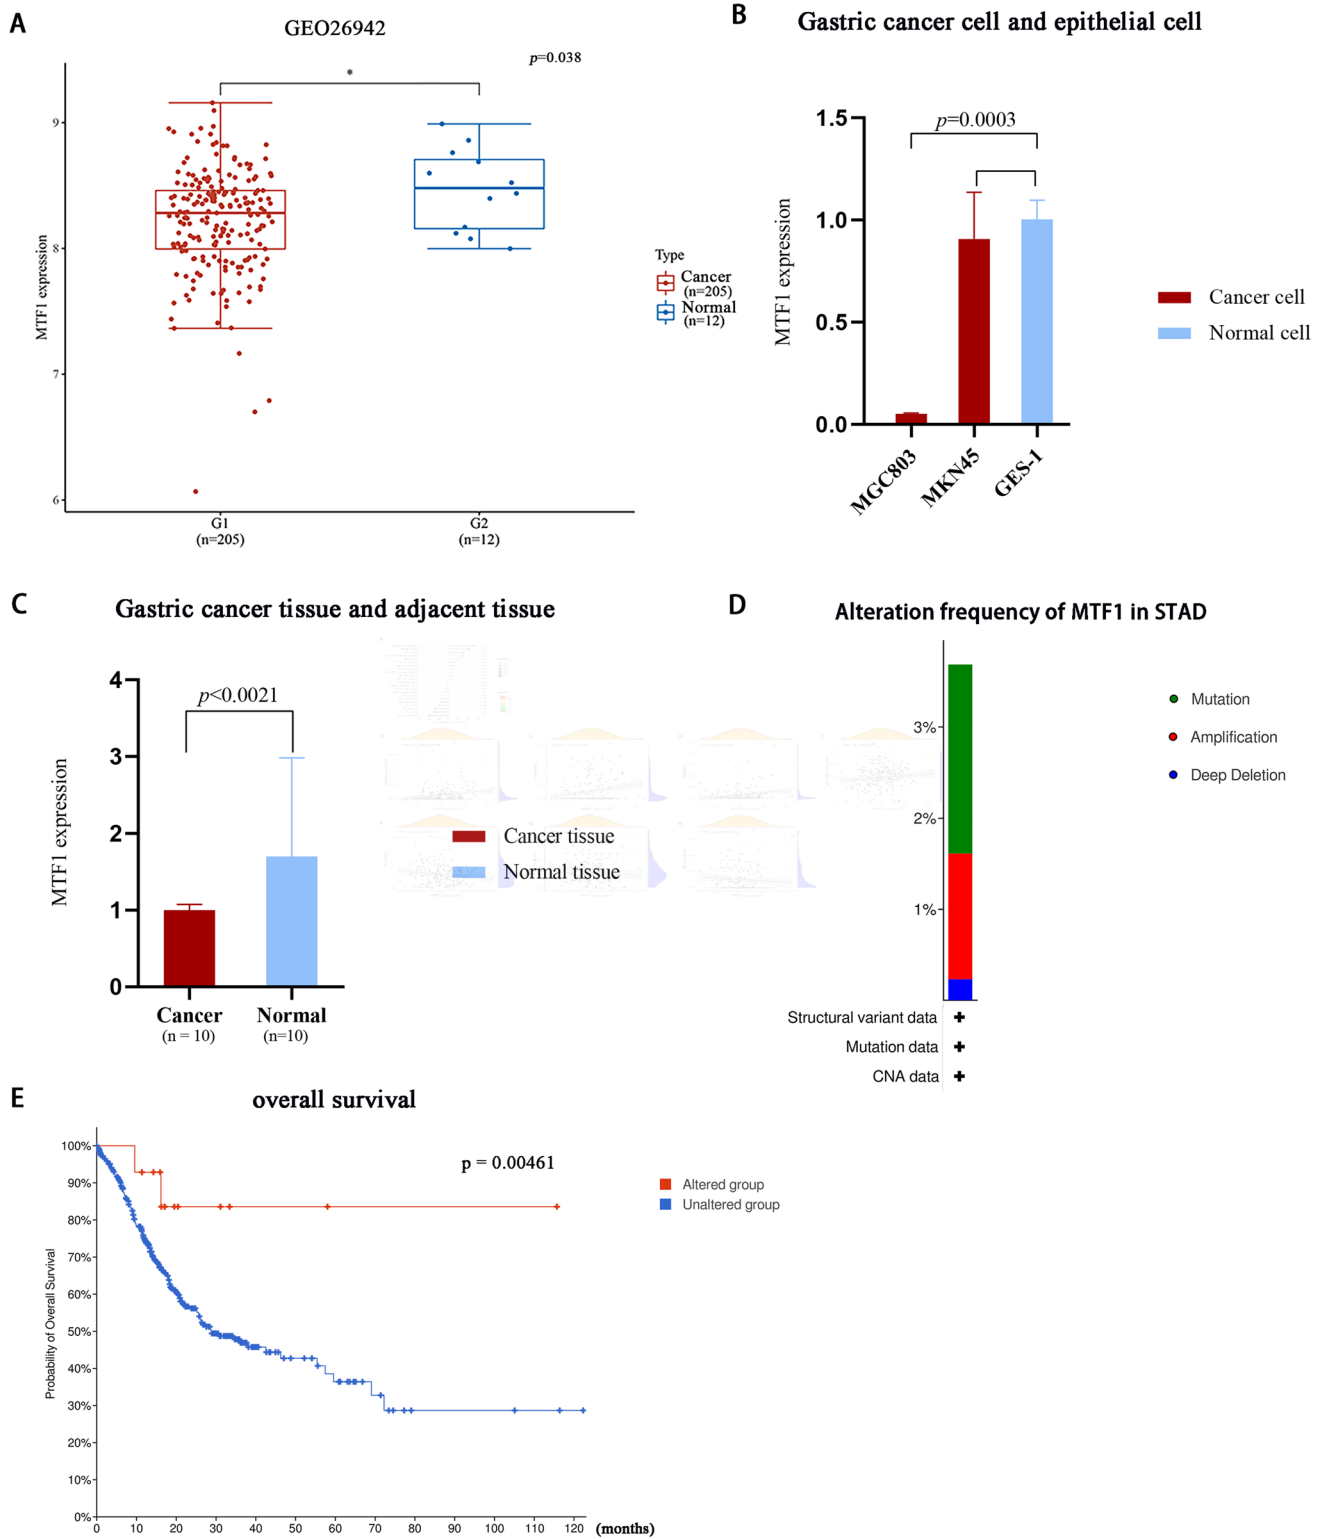 A
GEO26942
p=0.038
*
9
8
7
6
MTF1 expression
G1
(n=205)
G2
(n=12)
Type
Cancer
(n=205)
Normal
(n=12)
B
Gastric cancer cell and epithelial cell
p=0.0003
1.5
1.0
0.5
0.0
MTF1 expression
MGC803
MKN45
GES-1
Cancer cell
Normal cell
C
Gastric cancer tissue and adjacent tissue
p<0.0021
4
3
2
1
0
MTF1 expression
Cancer
(n = 10)
Normal
(n=10)
Cancer tissue
Normal tissue
D
Alteration frequency of MTF1 in STAD
3%
2%
1%
Mutation
Amplification
Deep Deletion
Structural variant data +
Mutation data +
CNA data +
E
overall survival
p = 0.00461
100%
90%
80%
70%
60%
50%
40%
30%
20%
10%
0%
Probability of Overall Survival
0 10 20 30 40 50 60 70 80 90 100 110 120 (months)
Altered group
Unaltered group